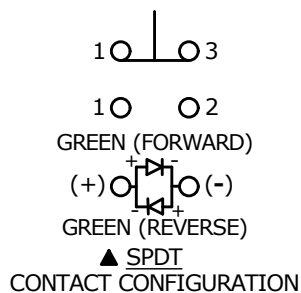 1 3
1 2
GREEN (FORWARD)
+ -
(+) (-)
- +
GREEN (REVERSE)
▲ SPDT
CONTACT CONFIGURATION